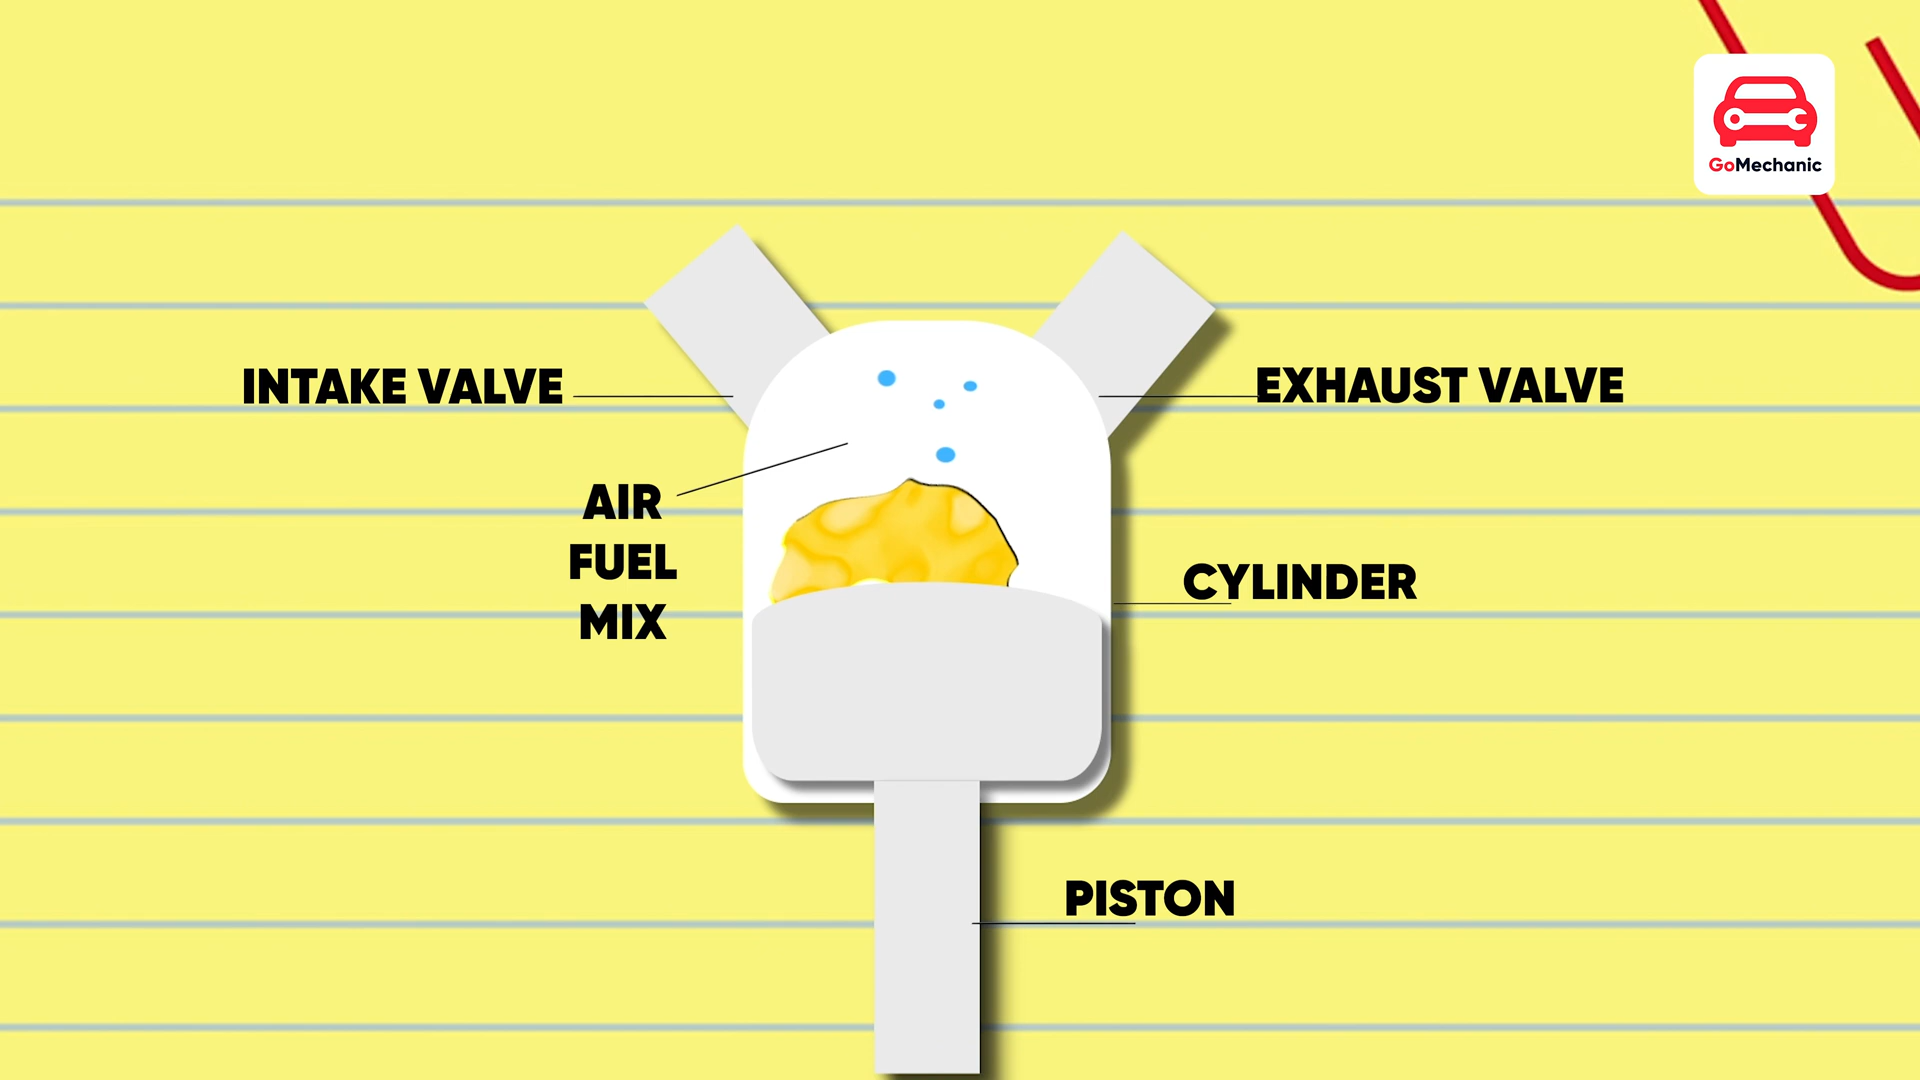 GoMechanic
INTAKE VALVE
EXHAUST VALVE
AIR
FUEL
MIX
CYLINDER
PISTON